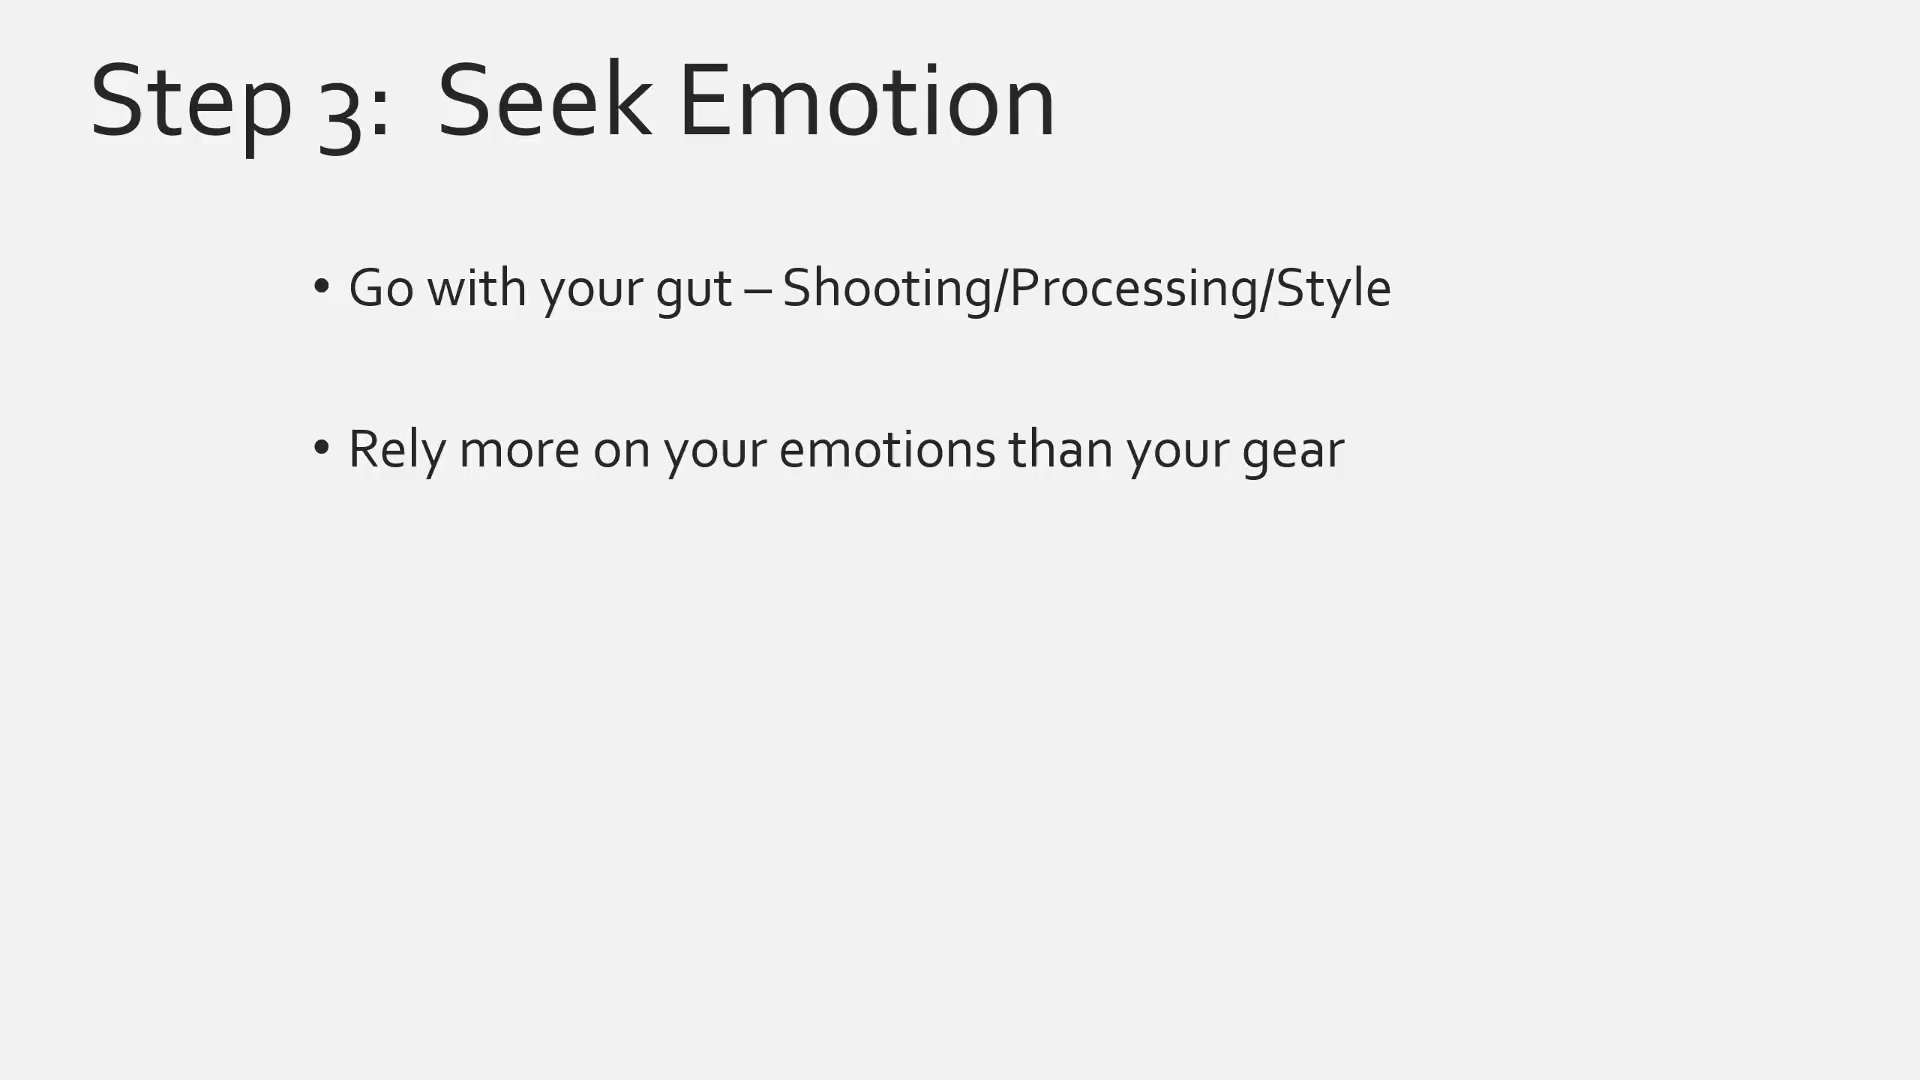 Step 3: Seek Emotion
• Go with your gut – Shooting/Processing/Style
• Rely more on your emotions than your gear